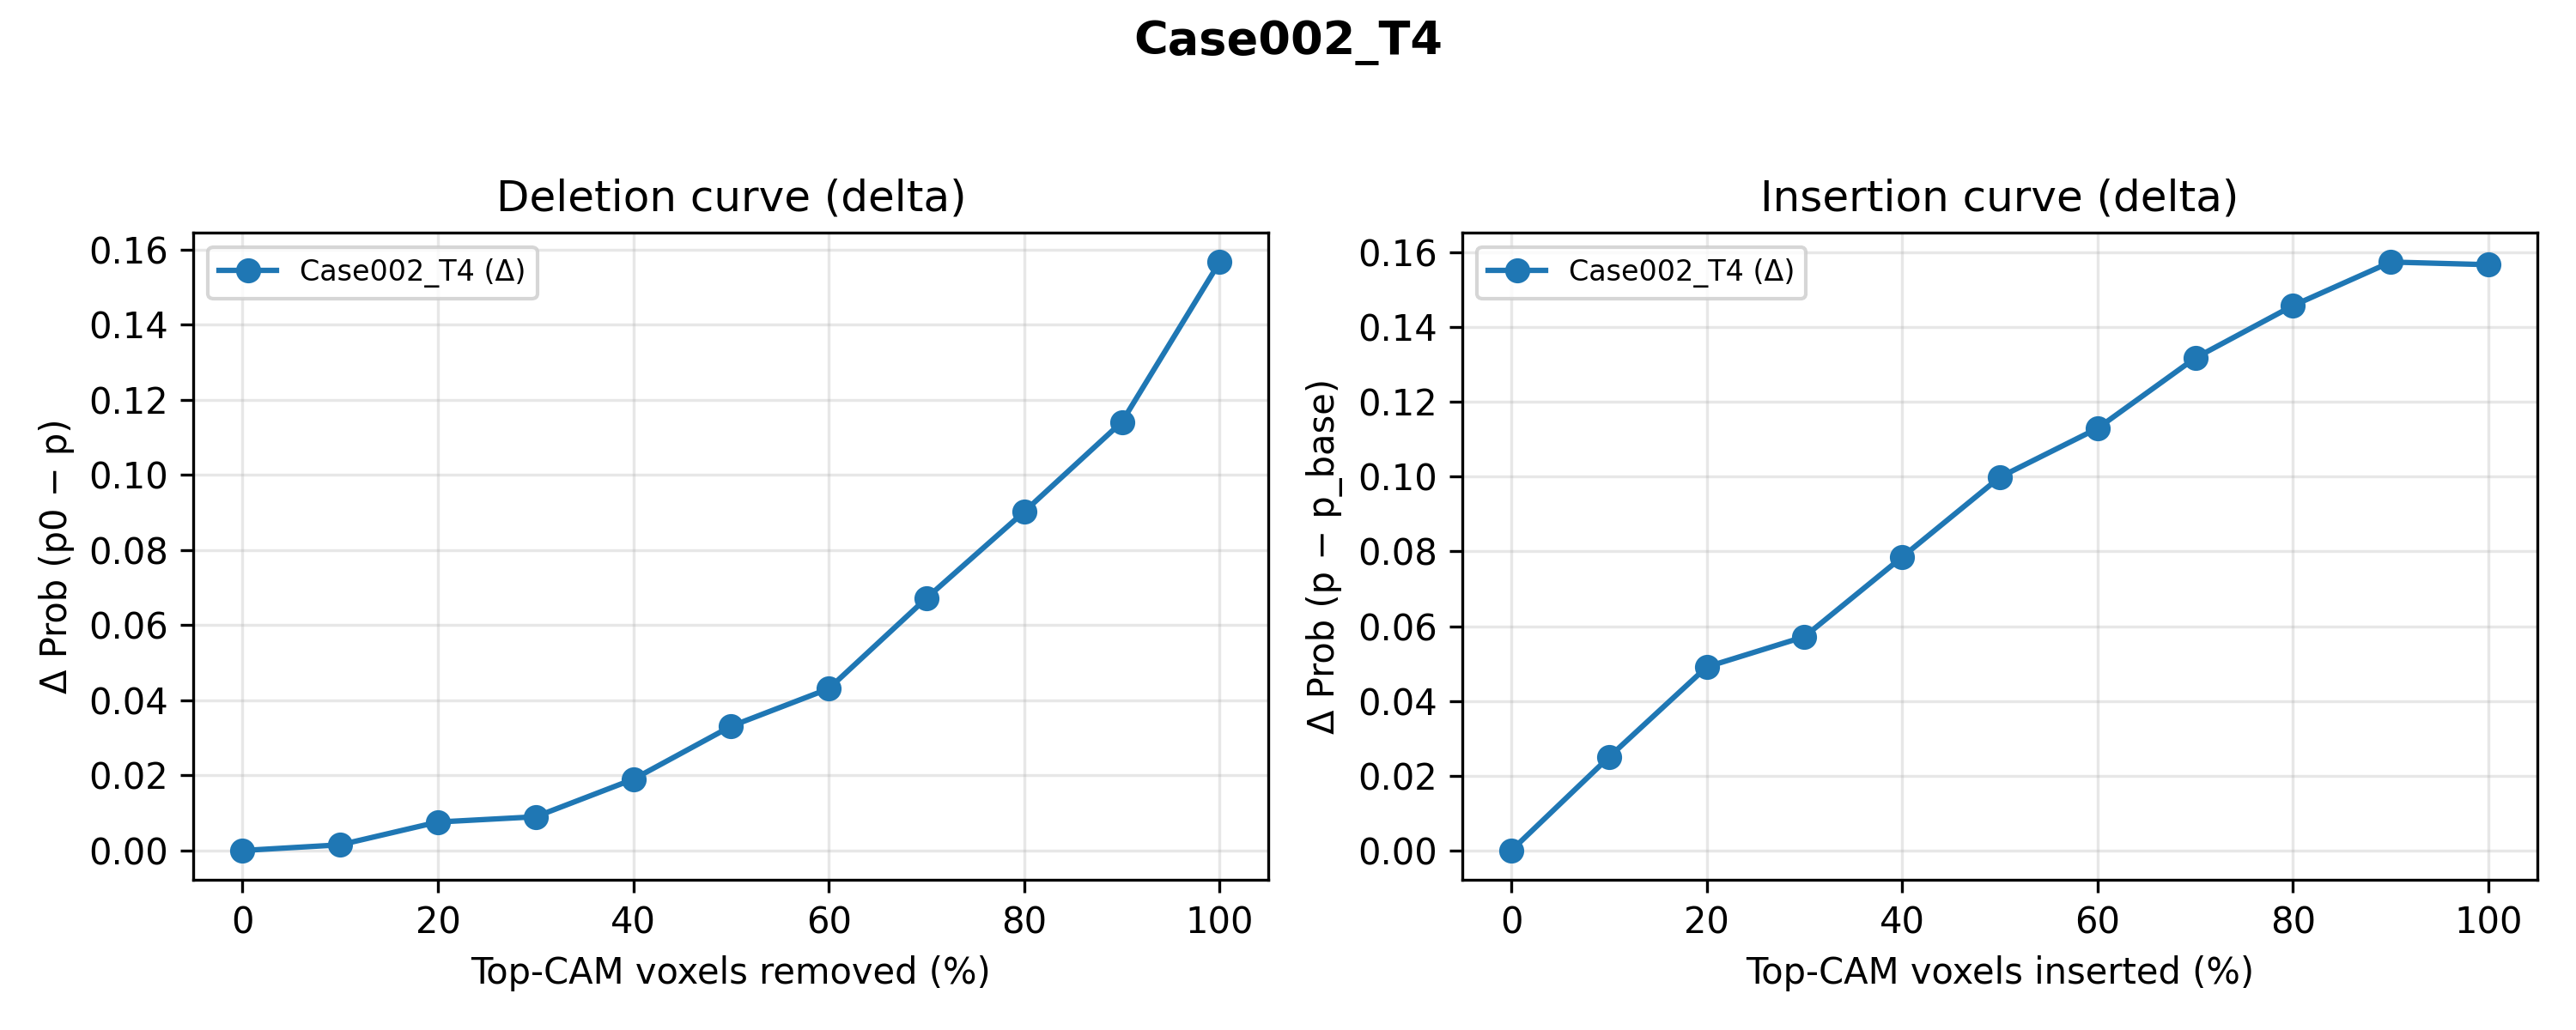 Case002_T4
Deletion curve (delta)
Case002_T4 (Δ)
Δ Prob (p0 − p)
0.16
0.14
0.12
0.10
0.08
0.06
0.04
0.02
0.00
0 20 40 60 80 100
Top-CAM voxels removed (%)
Insertion curve (delta)
Case002_T4 (Δ)
Δ Prob (p − p_base)
0.16
0.14
0.12
0.10
0.08
0.06
0.04
0.02
0.00
0 20 40 60 80 100
Top-CAM voxels inserted (%)